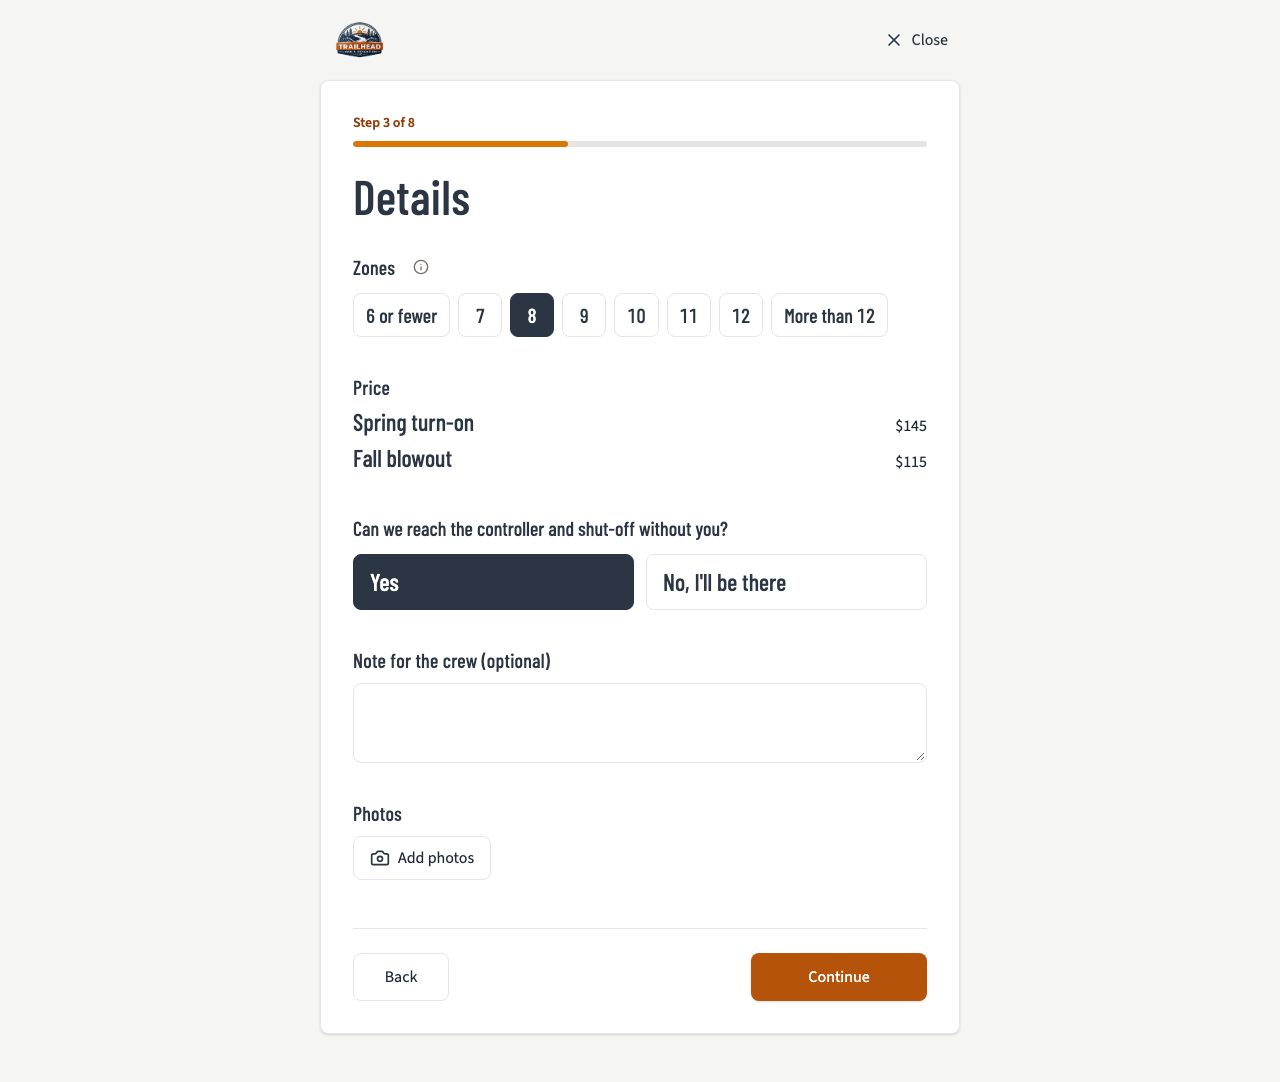 TRAILHEAD
Close
Step 3 of 8
Details
Zones
6 or fewer 7 8 9 10 11 12 More than 12
Price
Spring turn-on $145
Fall blowout $115
Can we reach the controller and shut-off without you?
Yes No, I'll be there
Note for the crew (optional)
Photos
Add photos
Back Continue